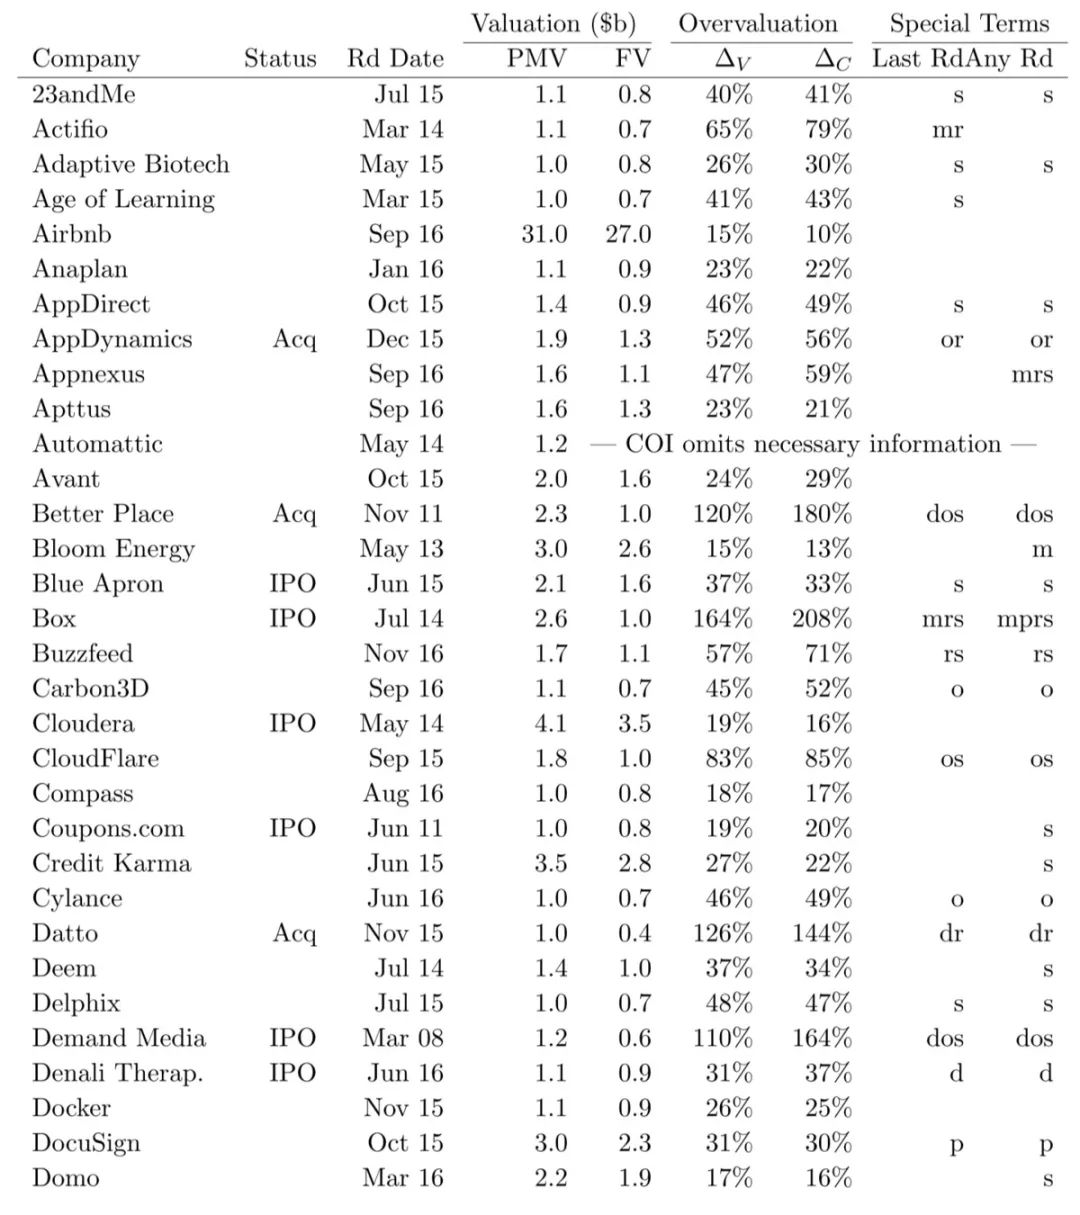 Valuation ($b) Overvaluation Special Terms
Company Status Rd Date PMV FV Δ_V Δ_C Last Rd Any Rd
23andMe Jul 15 1.1 0.8 40% 41% s s
Actifio Mar 14 1.1 0.7 65% 79% mr
Adaptive Biotech May 15 1.0 0.8 26% 30% s s
Age of Learning Mar 15 1.0 0.7 41% 43% s
Airbnb Sep 16 31.0 27.0 15% 10%
Anaplan Jan 16 1.1 0.9 23% 22%
AppDirect Oct 15 1.4 0.9 46% 49% s s
AppDynamics Acq Dec 15 1.9 1.3 52% 56% or or
Appnexus Sep 16 1.6 1.1 47% 59% mrs
Apttus Sep 16 1.6 1.3 23% 21%
Automattic May 14 1.2 — COI omits necessary information —
Avant Oct 15 2.0 1.6 24% 29%
Better Place Acq Nov 11 2.3 1.0 120% 180% dos dos
Bloom Energy May 13 3.0 2.6 15% 13% m
Blue Apron IPO Jun 15 2.1 1.6 37% 33% s s
Box IPO Jul 14 2.6 1.0 164% 208% mrs mprs
Buzzfeed Nov 16 1.7 1.1 57% 71% rs rs
Carbon3D Sep 16 1.1 0.7 45% 52% o o
Cloudera IPO May 14 4.1 3.5 19% 16%
CloudFlare Sep 15 1.8 1.0 83% 85% os os
Compass Aug 16 1.0 0.8 18% 17%
Coupons.com IPO Jun 11 1.0 0.8 19% 20% s
Credit Karma Jun 15 3.5 2.8 27% 22% s
Cylance Jun 16 1.0 0.7 46% 49% o o
Datto Acq Nov 15 1.0 0.4 126% 144% dr dr
Deem Jul 14 1.4 1.0 37% 34% s
Delphix Jul 15 1.0 0.7 48% 47% s s
Demand Media IPO Mar 08 1.2 0.6 110% 164% dos dos
Denali Therap. IPO Jun 16 1.1 0.9 31% 37% d d
Docker Nov 15 1.1 0.9 26% 25%
DocuSign Oct 15 3.0 2.3 31% 30% p p
Domo Mar 16 2.2 1.9 17% 16% s